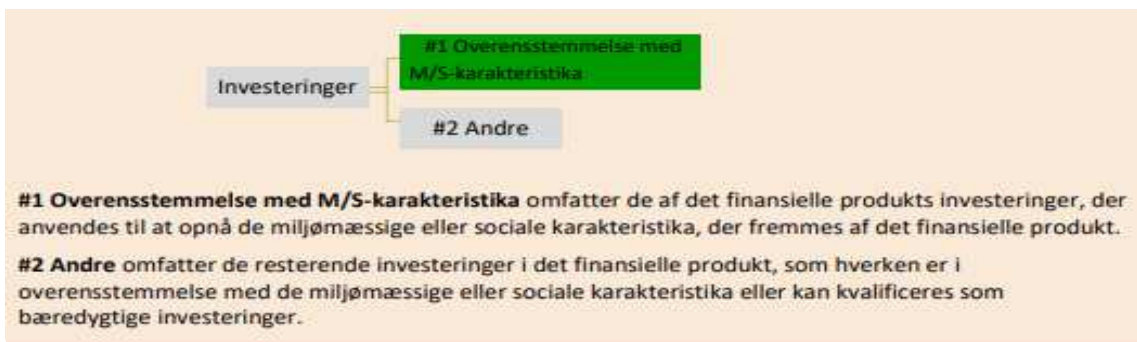 #1 Overensstemmelse med
M/S-karakteristika
Investeringer
#2 Andre
#1 Overensstemmelse med M/S-karakteristika omfatter de af det finansielle produkts investeringer, der
anvendes til at opnå de miljømæssige eller sociale karakteristika, der fremmes af det finansielle produkt.
#2 Andre omfatter de resterende investeringer i det finansielle produkt, som hverken er i
overensstemmelse med de miljømæssige eller sociale karakteristika eller kan kvalificeres som
bæredygtige investeringer.